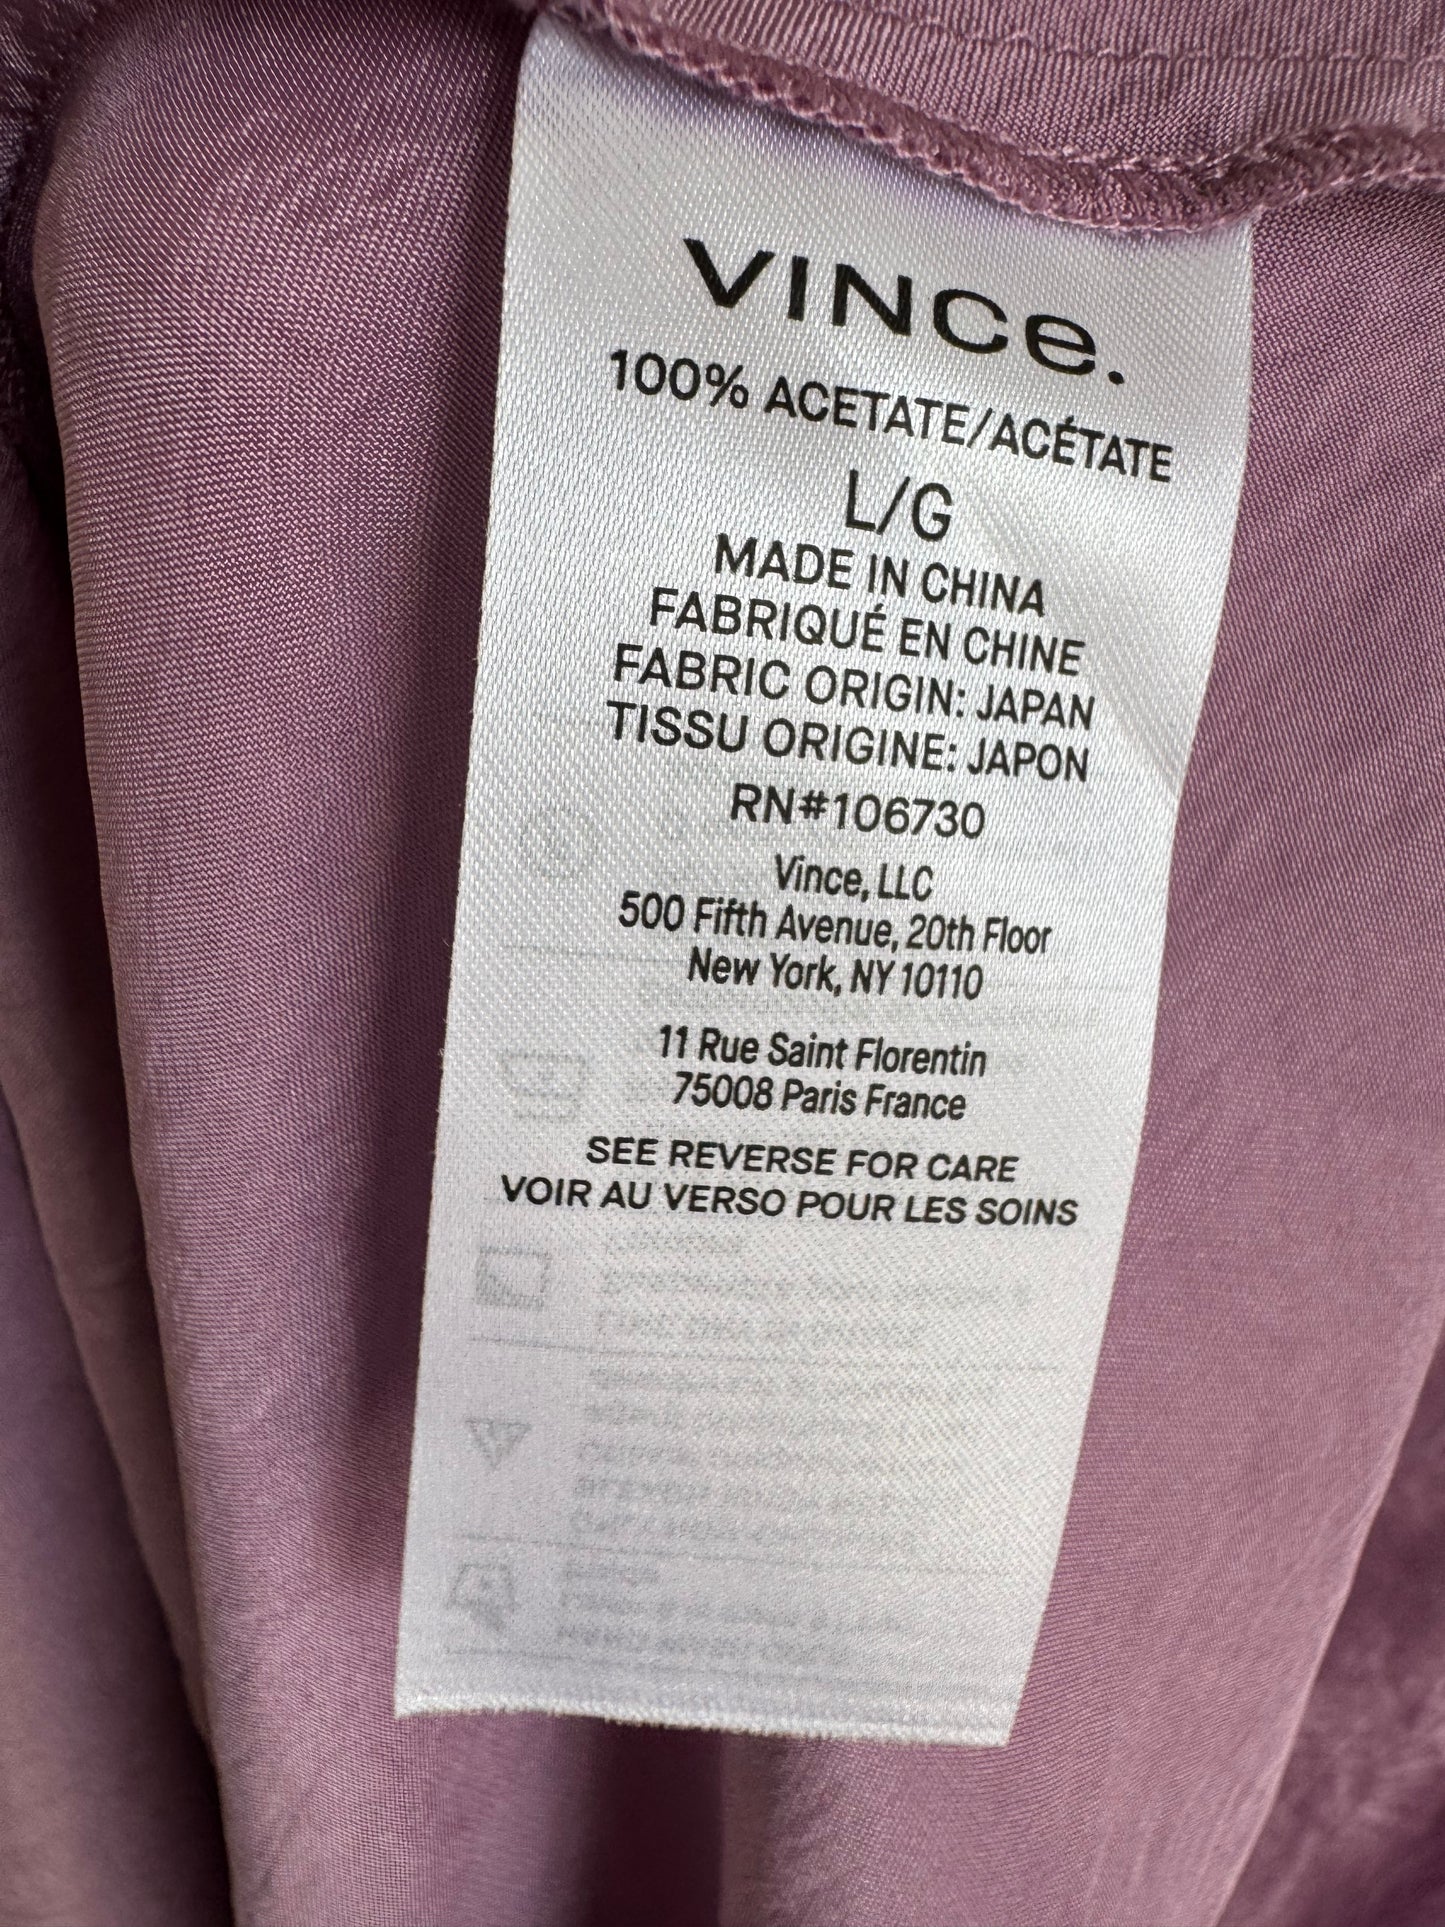 VINCe.
100% ACETATE/ACÉTATE
L/G
MADE IN CHINA
FABRIQUÉ EN CHINE
FABRIC ORIGIN: JAPAN
TISSU ORIGINE: JAPON
RN#106730
Vince, LLC
500 Fifth Avenue, 20th Floor
New York, NY 10110
11 Rue Saint Florentin
75008 Paris France
SEE REVERSE FOR CARE
VOIR AU VERSO POUR LES SOINS